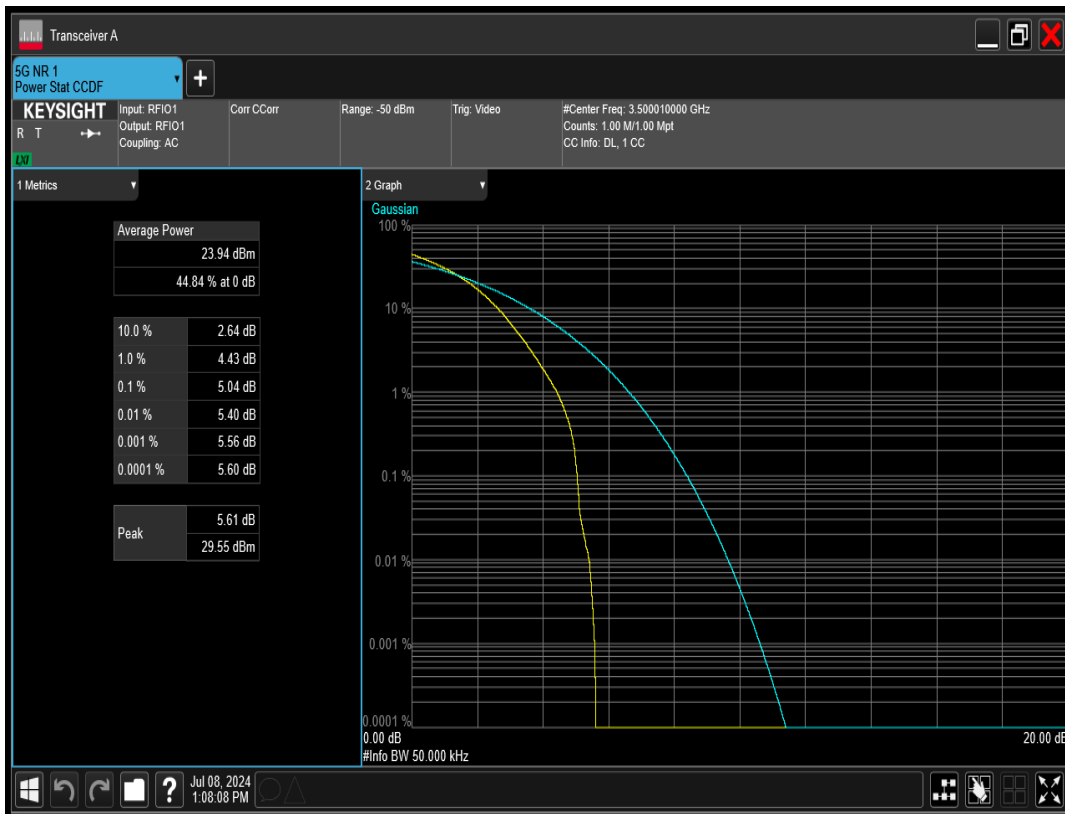 Transceiver A
5G NR 1
Power Stat CCDF
+
KEYSIGHT
R T
LXI
Input: RFIO1
Output: RFIO1
Coupling: AC
Corr CCorr
Range: -50 dBm
Trig: Video
#Center Freq: 3.500010000 GHz
Counts: 1.00 M/1.00 Mpt
CC Info: DL, 1 CC
1 Metrics
Average Power
23.94 dBm
44.84 % at 0 dB
10.0 % 2.64 dB
1.0 % 4.43 dB
0.1 % 5.04 dB
0.01 % 5.40 dB
0.001 % 5.56 dB
0.0001 % 5.60 dB
Peak
5.61 dB
29.55 dBm
2 Graph
Gaussian
100 %
10 %
1 %
0.1 %
0.01 %
0.001 %
0.0001 %
0.00 dB 20.00 dB
#Info BW 50.000 kHz
?
Jul 08, 2024
1:08:08 PM